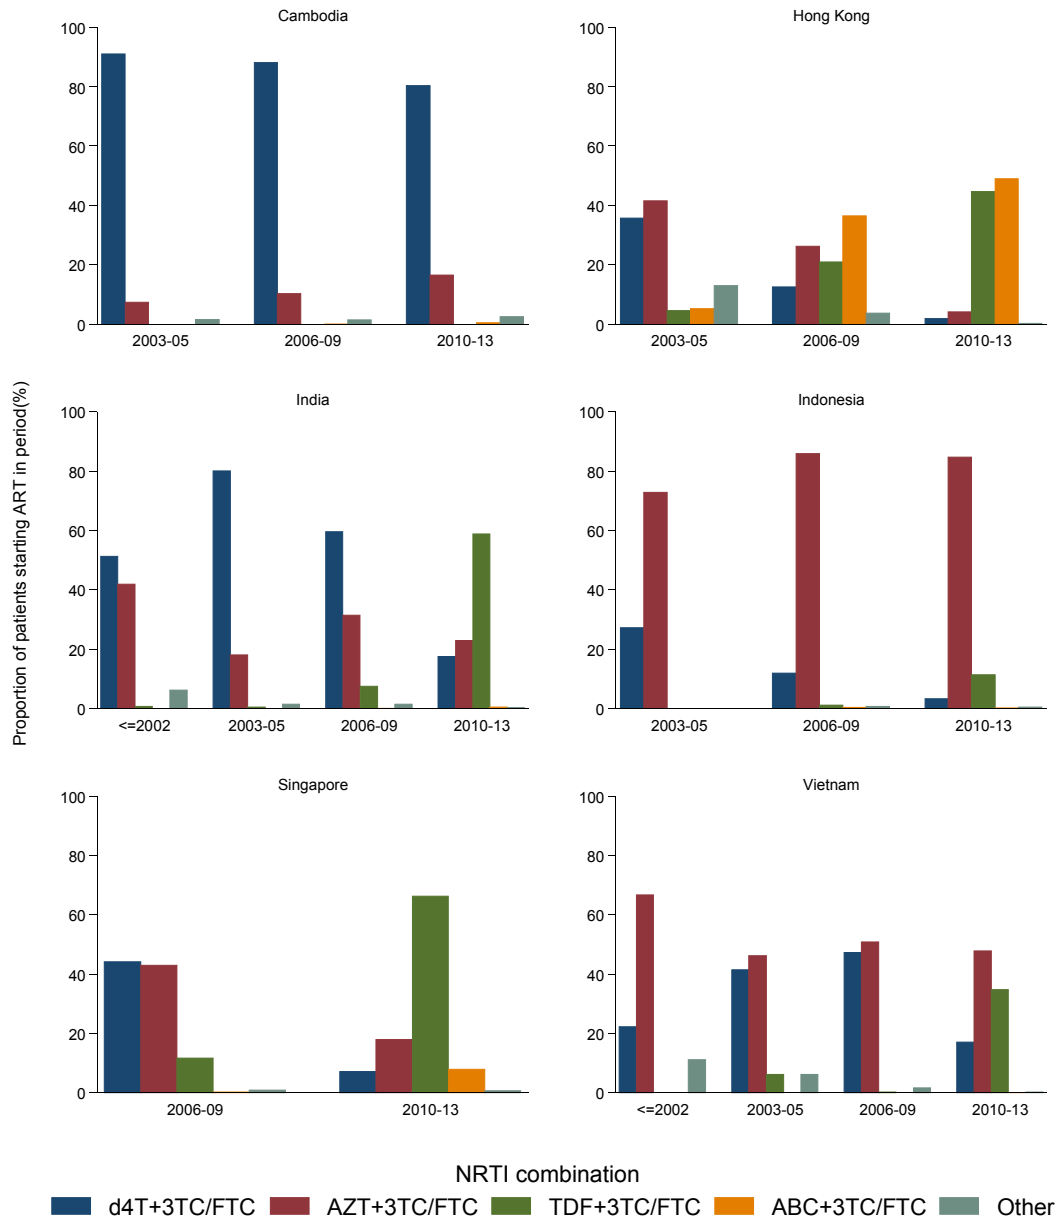 Cambodia
100
80
60
40
20
0
2003-05 2006-09 2010-13
Hong Kong
100
80
60
40
20
0
2003-05 2006-09 2010-13
Proportion of patients starting ART in period(%)
India
100
80
60
40
20
0
<=2002 2003-05 2006-09 2010-13
Indonesia
100
80
60
40
20
0
2003-05 2006-09 2010-13
Singapore
100
80
60
40
20
0
2006-09 2010-13
Vietnam
100
80
60
40
20
0
<=2002 2003-05 2006-09 2010-13
NRTI combination
d4T+3TC/FTC AZT+3TC/FTC TDF+3TC/FTC ABC+3TC/FTC Other